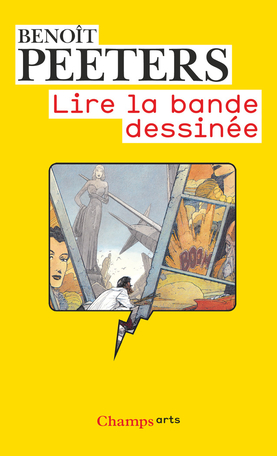 BENOÎT
PEETERS
Lire la bande
dessinée
BOOM
Champs arts